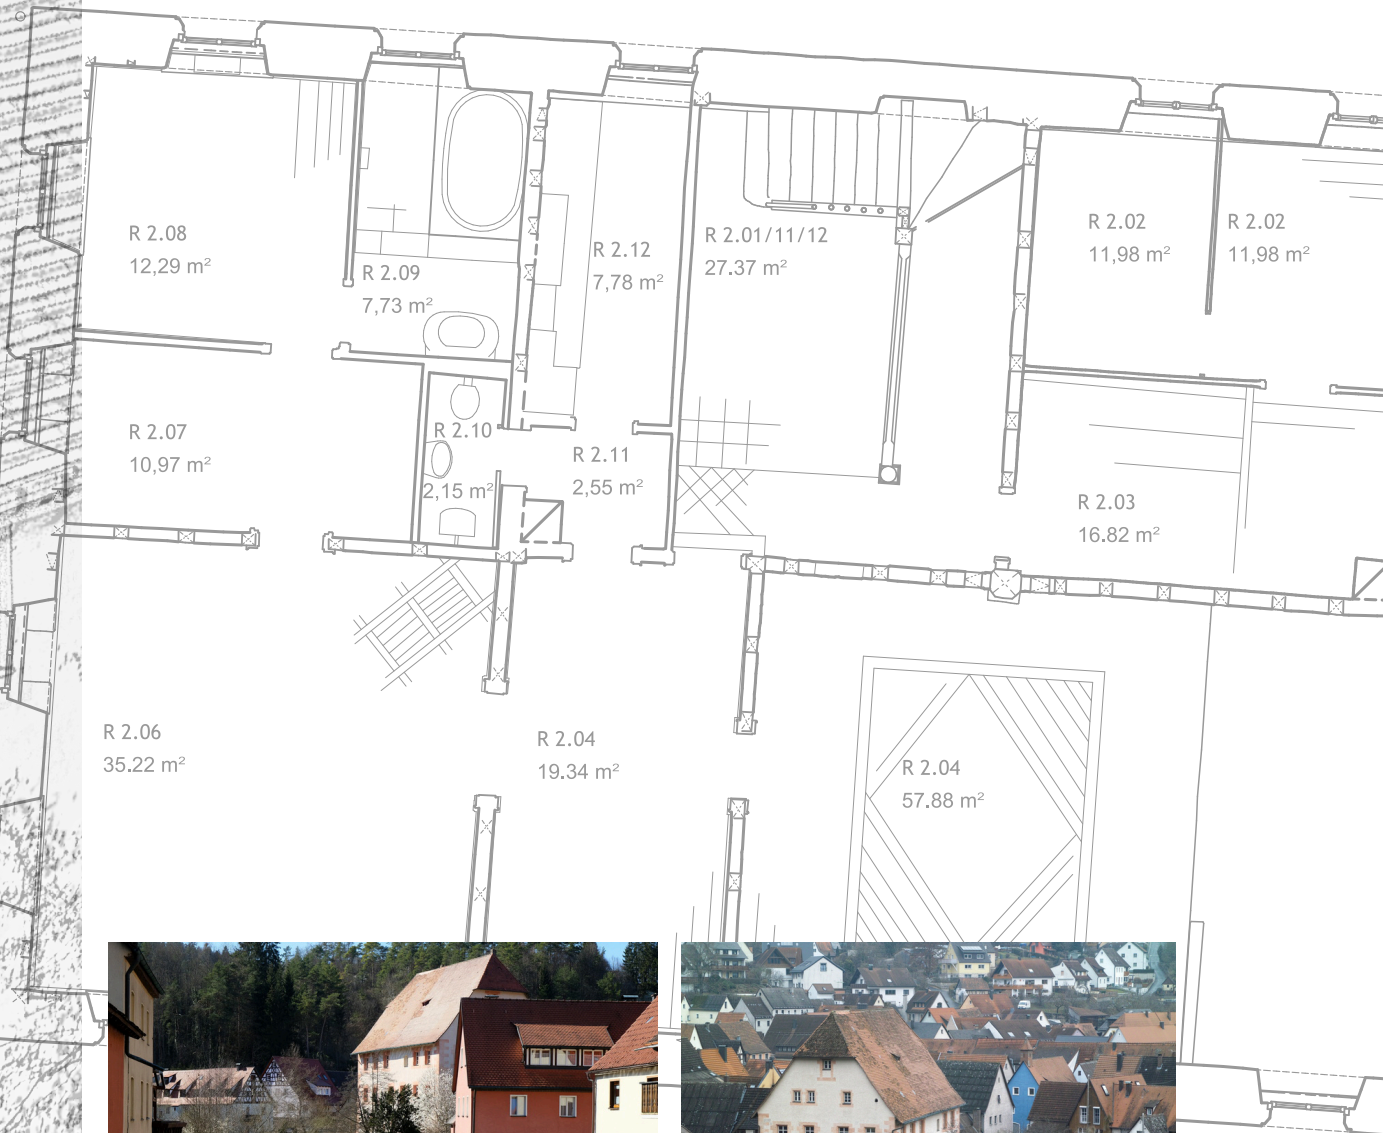 R 2.08
12,29 m²
R 2.09
7,73 m²
R 2.12
7,78 m²
R 2.01/11/12
27.37 m²
R 2.02
11,98 m²
R 2.02
11,98 m²
R 2.07
10,97 m²
R 2.10
2,15 m²
R 2.11
2,55 m²
R 2.03
16.82 m²
R 2.06
35.22 m²
R 2.04
19.34 m²
R 2.04
57.88 m²